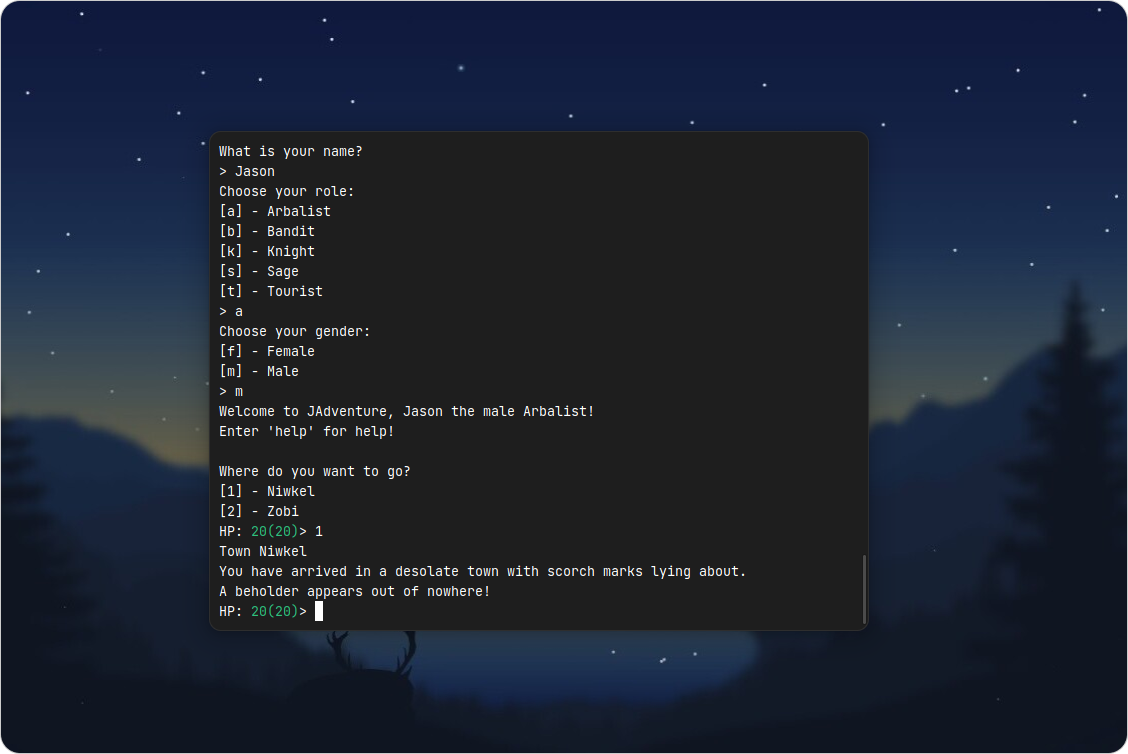 What is your name?
> Jason
Choose your role:
[a] - Arbalist
[b] - Bandit
[k] - Knight
[s] - Sage
[t] - Tourist
> a
Choose your gender:
[f] - Female
[m] - Male
> m
Welcome to JAdventure, Jason the male Arbalist!
Enter 'help' for help!
Where do you want to go?
[1] - Niwkel
[2] - Zobi
HP: 20(20)> 1
Town Niwkel
You have arrived in a desolate town with scorch marks lying about.
A beholder appears out of nowhere!
HP: 20(20)>